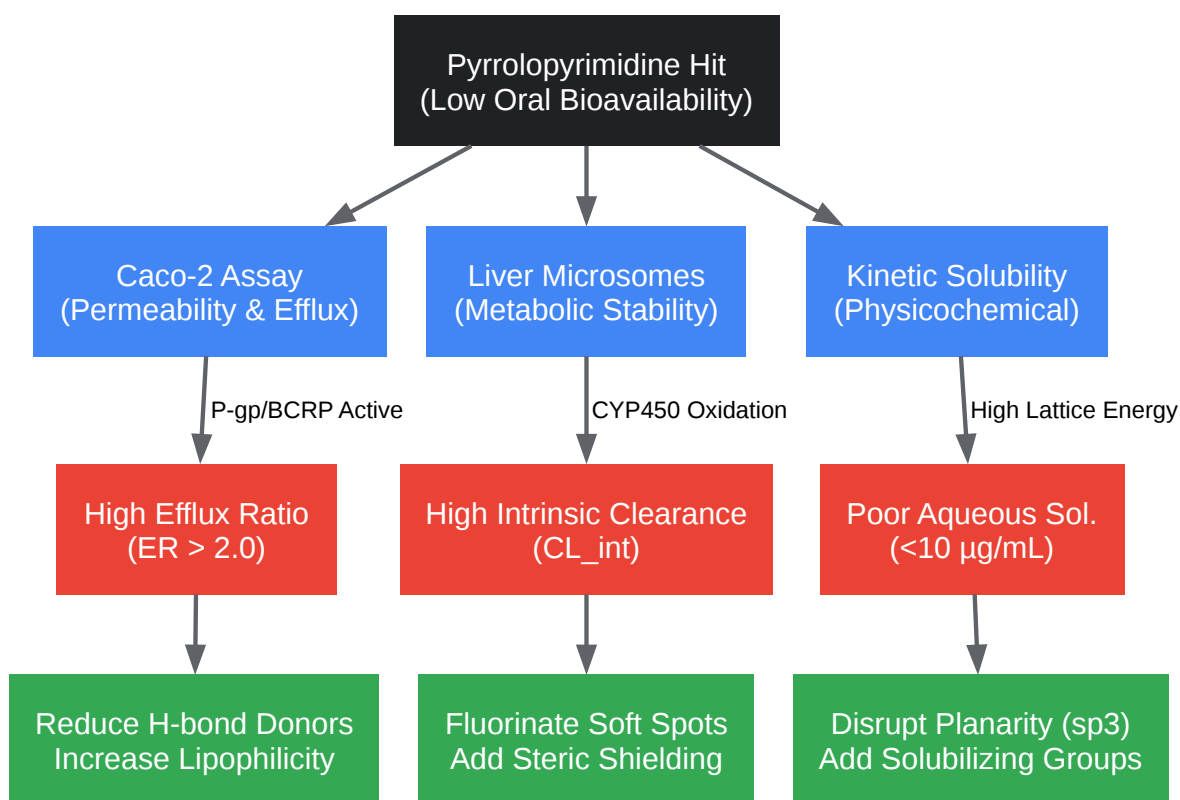 Pyrrolopyrimidine Hit
(Low Oral Bioavailability)
Caco-2 Assay
(Permeability & Efflux)
Liver Microsomes
(Metabolic Stability)
Kinetic Solubility
(Physicochemical)
P-gp/BCRP Active
CYP450 Oxidation
High Lattice Energy
High Efflux Ratio
(ER > 2.0)
High Intrinsic Clearance
(CL_int)
Poor Aqueous Sol.
(<10 µg/mL)
Reduce H-bond Donors
Increase Lipophilicity
Fluorinate Soft Spots
Add Steric Shielding
Disrupt Planarity (sp3)
Add Solubilizing Groups